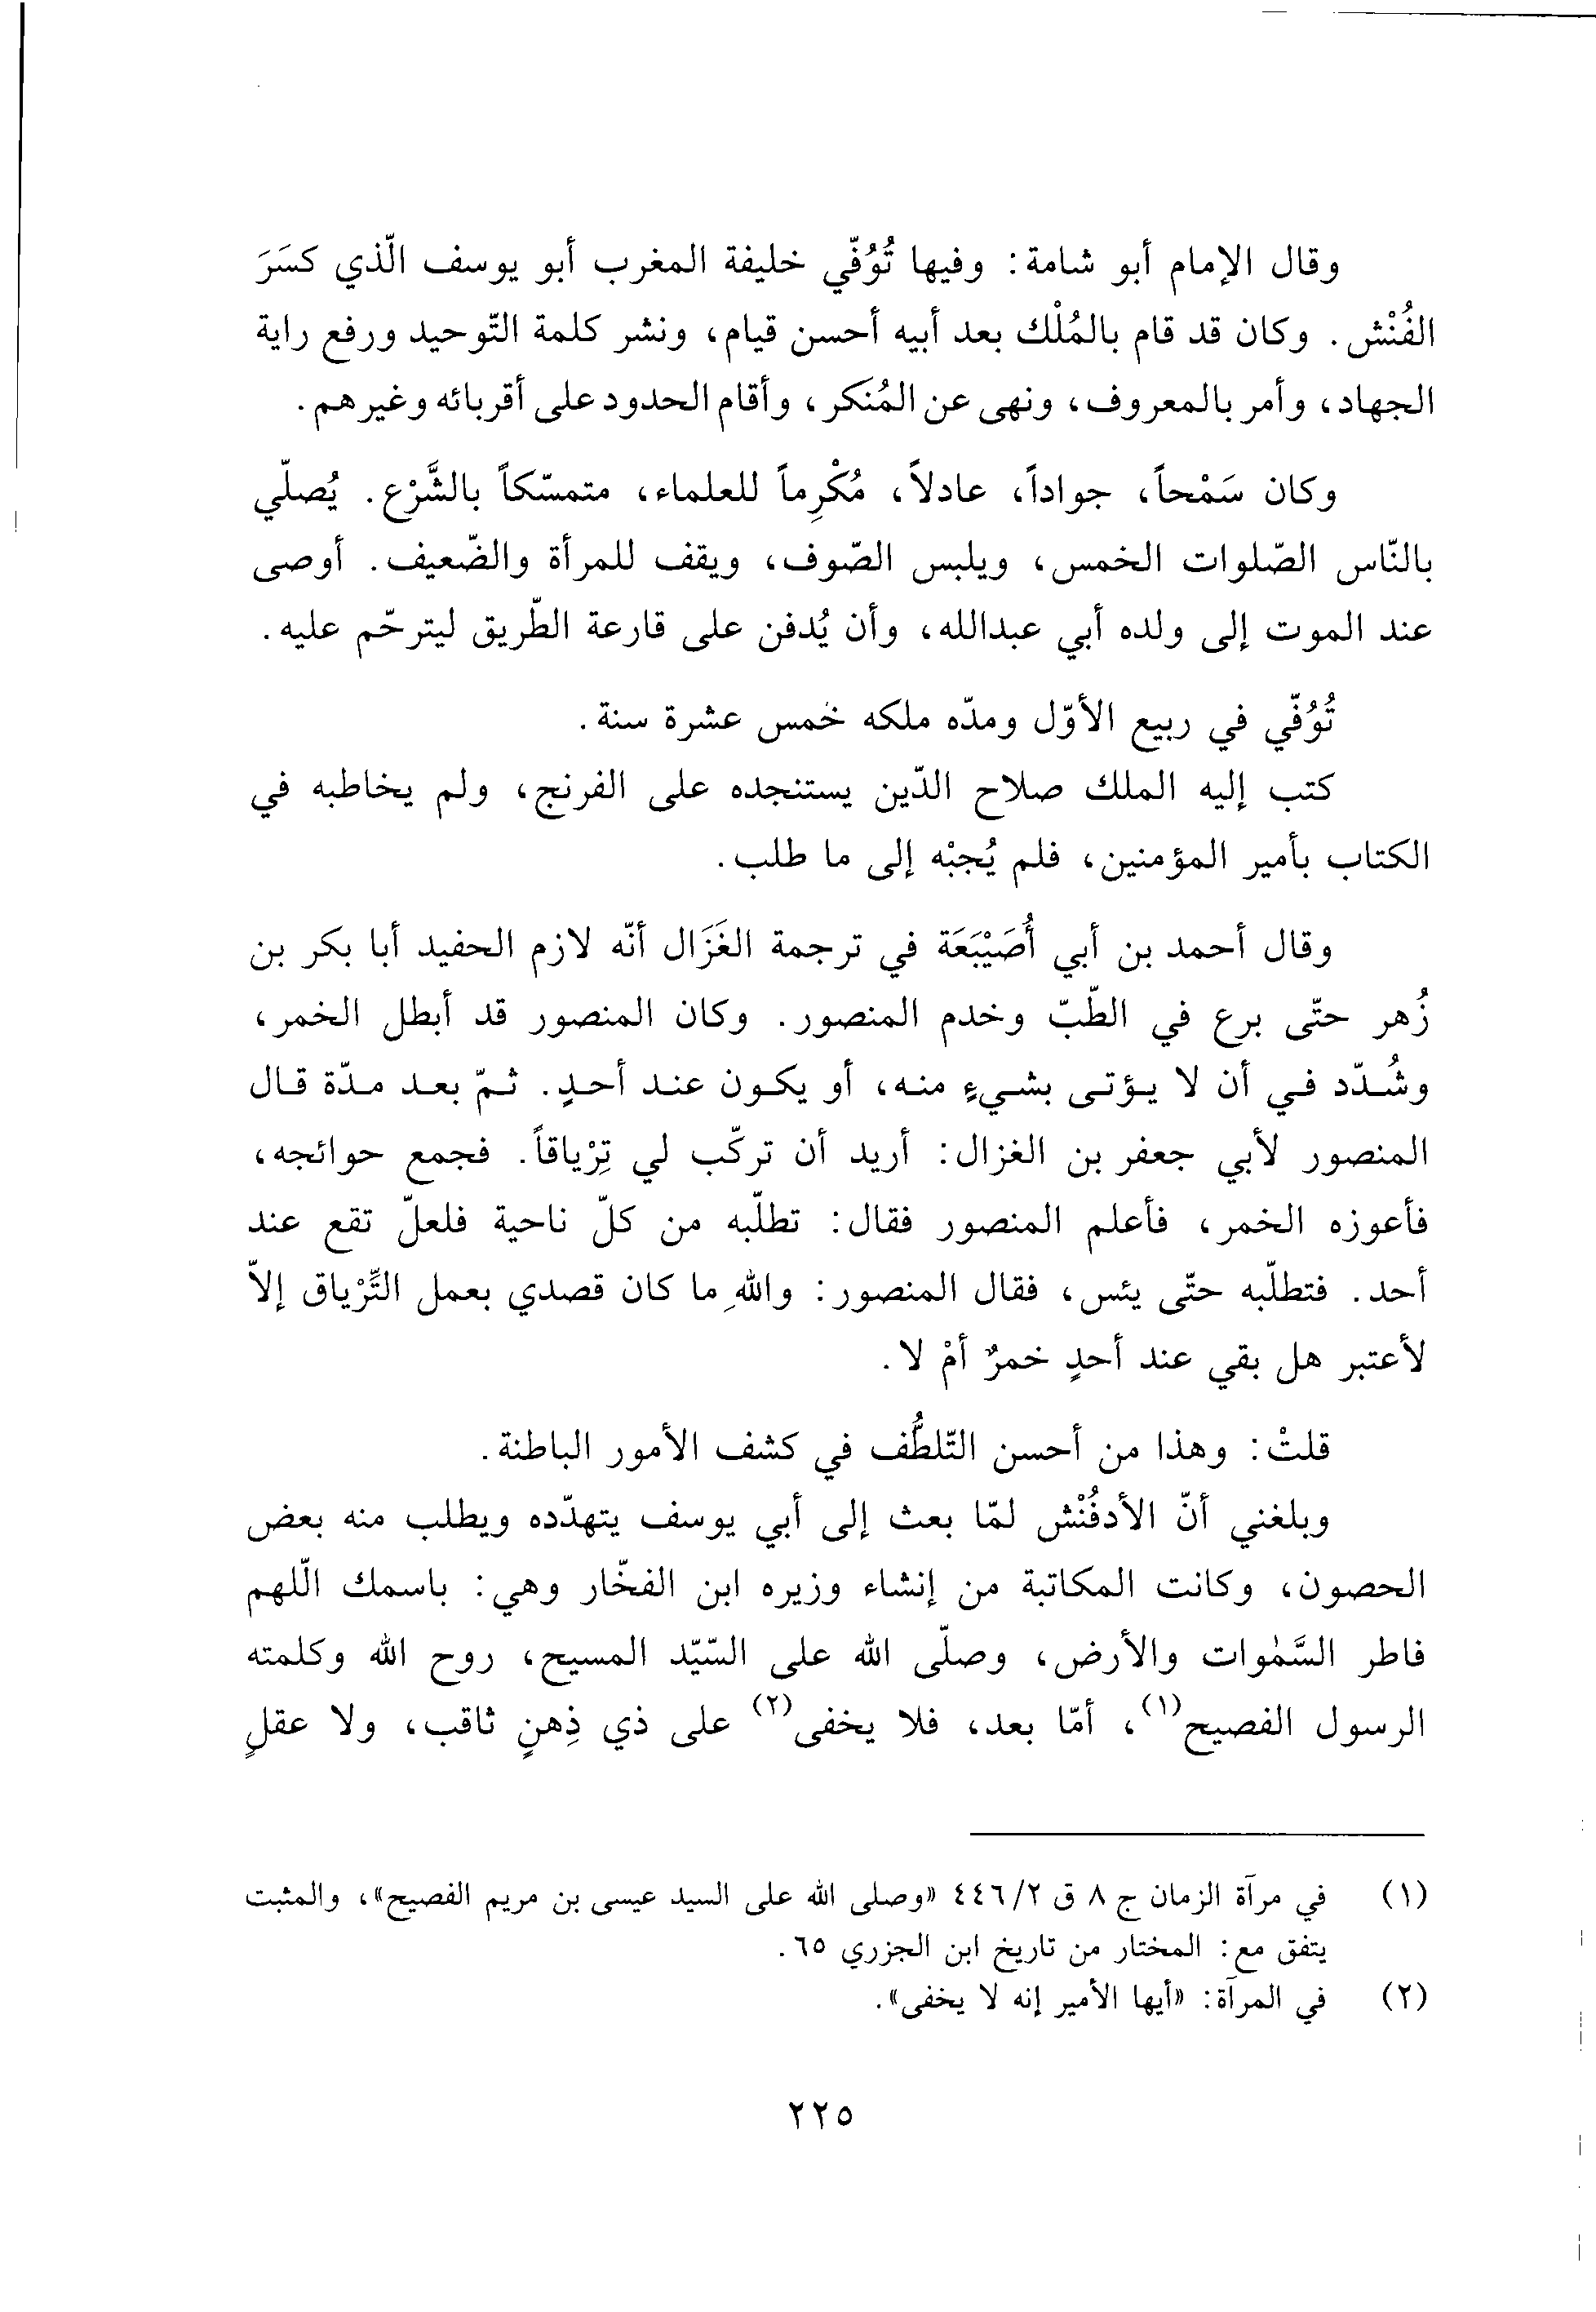 وقال الإمام أبو شامة: وفيها تُوُفّي خليفة المغرب أبو يوسف الّذي كسَرَ
الفُنْش. وكان قد قام بالمُلْك بعد أبيه أحسن قيام، ونشر كلمة التّوحيد ورفع راية
الجهاد، وأمر بالمعروف، ونهى عن المُنكر، وأقام الحدود على أقربائه وغيرهم.
وكان سَمْحاً، جواداً، عادلاً، مُكْرِماً للعلماء، متمسّكاً بالشَّرْع. يُصلّي
بالنّاس الصّلوات الخمس، ويلبس الصّوف، ويقف للمرأة والضّعيف. أوصى
عند الموت إلى ولده أبي عبدالله، وأن يُدفن على قارعة الطّريق ليترحّم عليه.
تُوُفّي في ربيع الأوّل ومدّه ملكه خمس عشرة سنة.
كتب إليه الملك صلاح الدّين يستنجده على الفرنج، ولم يخاطبه في
الكتاب بأمير المؤمنين، فلم يُجبْه إلى ما طلب.
وقال أحمد بن أبي أُصَيْبَعَة في ترجمة الغَزَال أنّه لازم الحفيد أبا بكر بن
زُهر حتّى برع في الطّبّ وخدم المنصور. وكان المنصور قد أبطل الخمر،
وشُدّد في أن لا يؤتى بشيءٍ منه، أو يكون عند أحدٍ. ثمّ بعد مدّة قال
المنصور لأبي جعفر بن الغزال: أريد أن تركّب لي تِرْياقاً. فجمع حوائجه،
فأعوزه الخمر، فأعلم المنصور فقال: تطلّبه من كلّ ناحية فلعلّ تقع عند
أحد. فتطلّبه حتّى يئس، فقال المنصور: واللهِ ما كان قصدي بعمل التِّرْياق إلاّ
لأعتبر هل بقي عند أحدٍ خمرٌ أمْ لا.
قلتْ: وهذا من أحسن التّلطُّف في كشف الأمور الباطنة.
وبلغني أنّ الأدفُنْش لمّا بعث إلى أبي يوسف يتهدّده ويطلب منه بعض
الحصون، وكانت المكاتبة من إنشاء وزيره ابن الفخّار وهي: باسمك الّلهم
فاطر السَّمٰوات والأرض، وصلّى الله على السّيّد المسيح، روح الله وكلمته
الرسول الفصيح(١)، أمّا بعد، فلا يخفى(٢) على ذي ذِهنٍ ثاقب، ولا عقلٍ
(١) في مرآة الزمان ج ٨ ق ٤٤٦/٢ «وصلى الله على السيد عيسى بن مريم الفصيح»، والمثبت
يتفق مع: المختار من تاريخ ابن الجزري ٦٥.
(٢) في المرآة: «أيها الأمير إنه لا يخفى».
٢٢٥